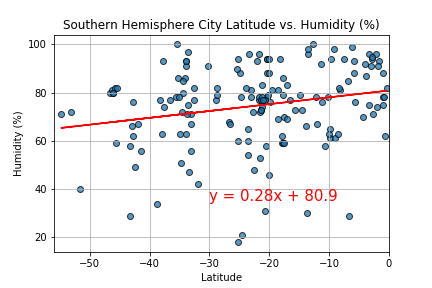 Southern Hemisphere City Latitude vs. Humidity (%)
100
80
60
40
20
Humidity (%)
y = 0.28x + 80.9
−50
−40
−30
−20
−10
0
Latitude